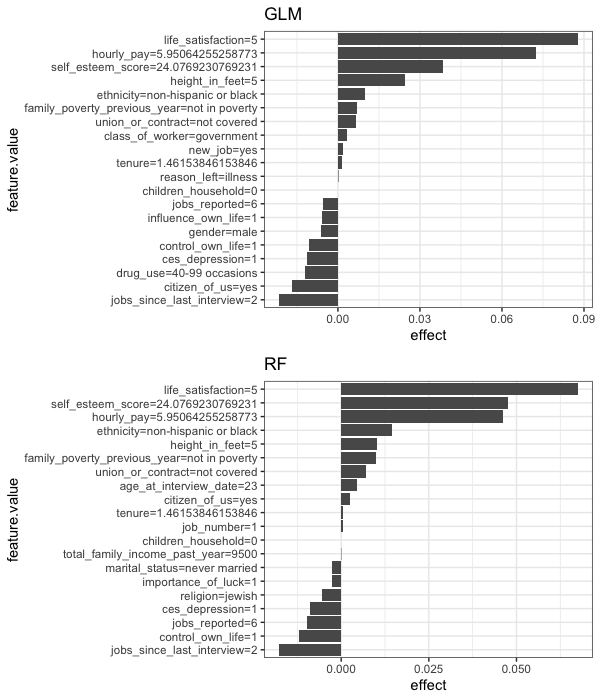 GLM
feature.value
life_satisfaction=5
hourly_pay=5.95064255258773
self_esteem_score=24.0769230769231
height_in_feet=5
ethnicity=non-hispanic or black
family_poverty_previous_year=not in poverty
union_or_contract=not covered
class_of_worker=government
new_job=yes
tenure=1.46153846153846
reason_left=illness
children_household=0
jobs_reported=6
influence_own_life=1
gender=male
control_own_life=1
ces_depression=1
drug_use=40-99 occasions
citizen_of_us=yes
jobs_since_last_interview=2
0.00 0.03 0.06 0.09
effect
RF
feature.value
life_satisfaction=5
self_esteem_score=24.0769230769231
hourly_pay=5.95064255258773
ethnicity=non-hispanic or black
height_in_feet=5
family_poverty_previous_year=not in poverty
union_or_contract=not covered
age_at_interview_date=23
citizen_of_us=yes
tenure=1.46153846153846
job_number=1
children_household=0
total_family_income_past_year=9500
marital_status=never married
importance_of_luck=1
religion=jewish
ces_depression=1
jobs_reported=6
control_own_life=1
jobs_since_last_interview=2
0.000 0.025 0.050
effect